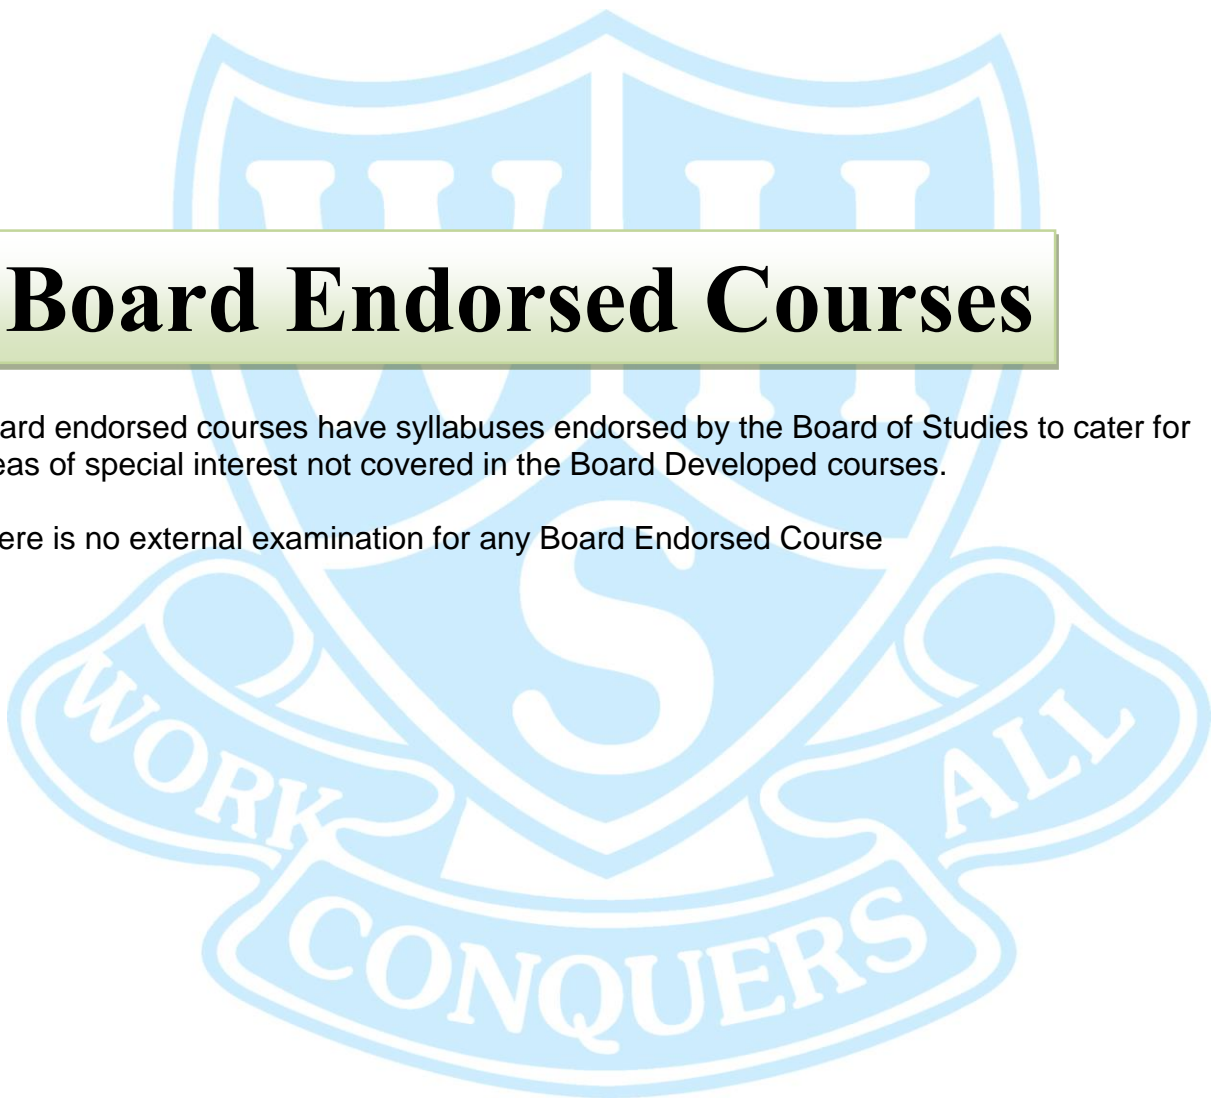 W H
Board Endorsed Courses
ard endorsed courses have syllabuses endorsed by the Board of Studies to cater for
eas of special interest not covered in the Board Developed courses.
ere is no external examination for any Board Endorsed Course
S
WORK
ALL
CONQUERS